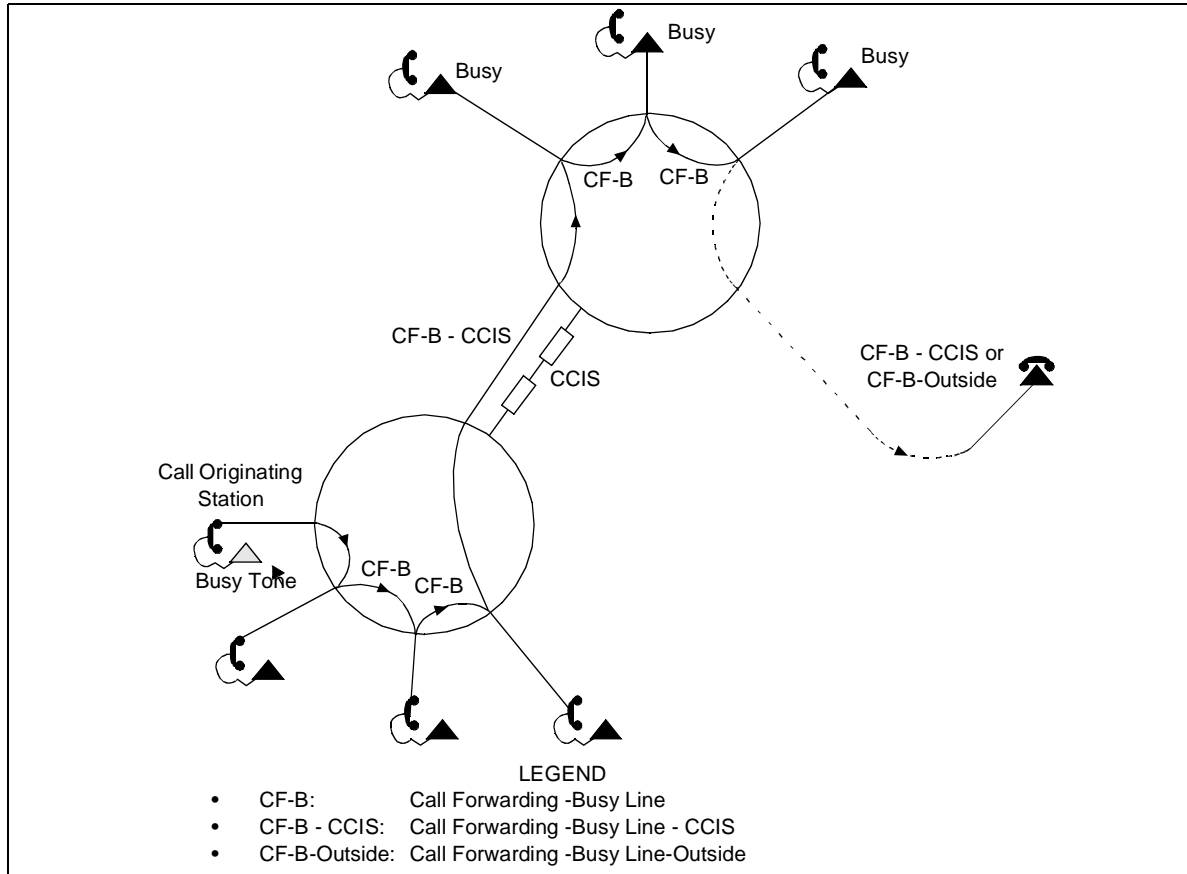 Busy
Busy
Busy
CF-B
CF-B
CF-B - CCIS
CCIS
CF-B - CCIS or
CF-B-Outside
Call Originating
Station
Busy Tone
CF-B
CF-B
LEGEND
• CF-B: Call Forwarding -Busy Line
• CF-B - CCIS: Call Forwarding -Busy Line - CCIS
• CF-B-Outside: Call Forwarding -Busy Line-Outside